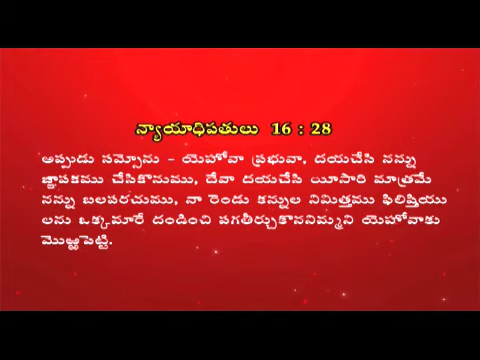 న్యాయాధిపతులు 16 : 28
అప్పుడు సమ్సోను - యెహోవా ప్రభువా, దయచేసి నన్ను
జ్ఞాపకము చేసికొనుము, దేవా దయచేసి యీసారి మాత్రమే
నన్ను బలపరచుము, నా రెండు కన్నుల నిమిత్తము ఫిలిష్తియు
లను ఒక్కమారే దండించి పగతీర్చుకొననిమ్మని యెహోవాకు
మొఱ్ఱపెట్టి.